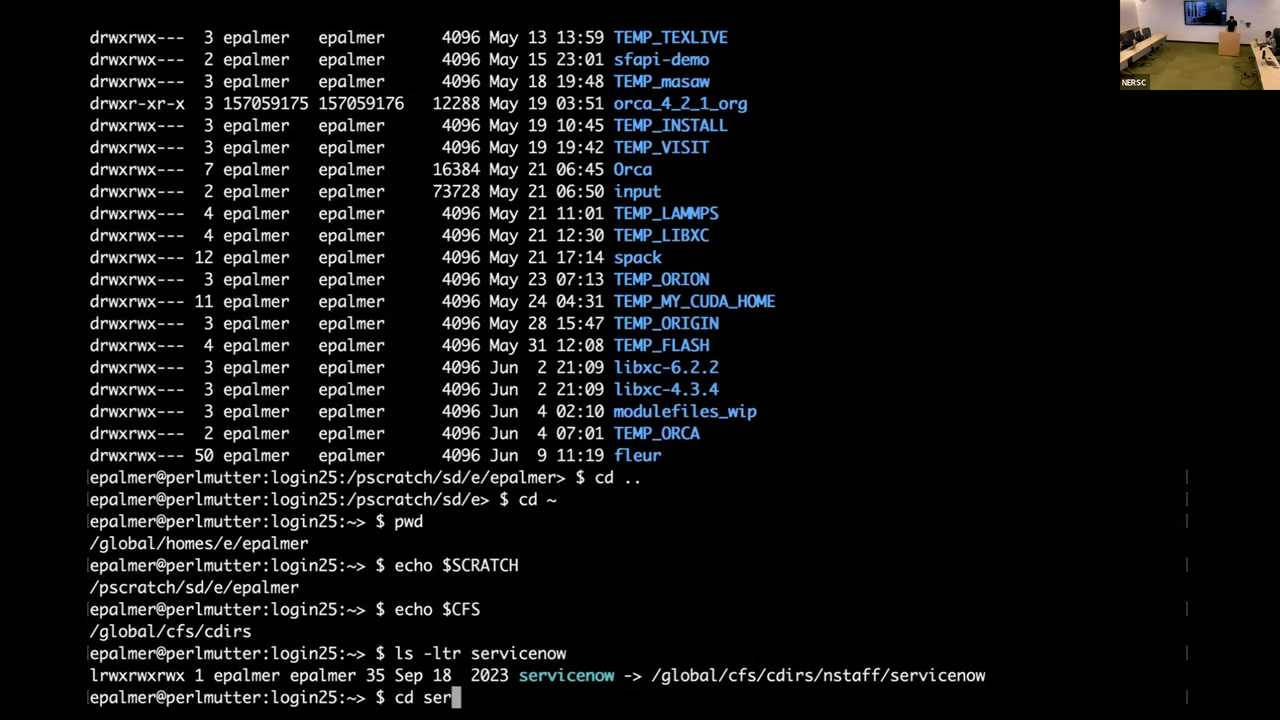 drwxrwx--- 3 epalmer epalmer 4096 May 13 13:59 TEMP_TEXLIVE
drwxrwx--- 2 epalmer epalmer 4096 May 15 23:01 sfapi-demo
drwxrwx--- 3 epalmer epalmer 4096 May 18 19:48 TEMP_masaw
drwxr-xr-x 3 157059175 157059176 12288 May 19 03:51 orca_4_2_1_org
drwxrwx--- 3 epalmer epalmer 4096 May 19 10:45 TEMP_INSTALL
drwxrwx--- 3 epalmer epalmer 4096 May 19 19:42 TEMP_VISIT
drwxrwx--- 7 epalmer epalmer 16384 May 21 06:45 Orca
drwxrwx--- 2 epalmer epalmer 73728 May 21 06:50 input
drwxrwx--- 4 epalmer epalmer 4096 May 21 11:01 TEMP_LAMMPS
drwxrwx--- 4 epalmer epalmer 4096 May 21 12:30 TEMP_LIBXC
drwxrwx--- 12 epalmer epalmer 4096 May 21 17:14 spack
drwxrwx--- 3 epalmer epalmer 4096 May 23 07:13 TEMP_ORION
drwxrwx--- 11 epalmer epalmer 4096 May 24 04:31 TEMP_MY_CUDA_HOME
drwxrwx--- 3 epalmer epalmer 4096 May 28 15:47 TEMP_ORIGIN
drwxrwx--- 4 epalmer epalmer 4096 May 31 12:08 TEMP_FLASH
drwxrwx--- 3 epalmer epalmer 4096 Jun 2 21:09 libxc-6.2.2
drwxrwx--- 3 epalmer epalmer 4096 Jun 2 21:09 libxc-4.3.4
drwxrwx--- 3 epalmer epalmer 4096 Jun 4 02:10 modulefiles_wip
drwxrwx--- 2 epalmer epalmer 4096 Jun 4 07:01 TEMP_ORCA
drwxrwx--- 50 epalmer epalmer 4096 Jun 9 11:19 fleur
epalmer@perlmutter:login25:/pscratch/sd/e/epalmer> $ cd ..
epalmer@perlmutter:login25:/pscratch/sd/e> $ cd ~
epalmer@perlmutter:login25:~> $ pwd
/global/homes/e/epalmer
epalmer@perlmutter:login25:~> $ echo $SCRATCH
/pscratch/sd/e/epalmer
epalmer@perlmutter:login25:~> $ echo $CFS
/global/cfs/cdirs
epalmer@perlmutter:login25:~> $ ls -ltr servicenow
lrwxrwxrwx 1 epalmer epalmer 35 Sep 18 2023 servicenow -> /global/cfs/cdirs/nstaff/servicenow
epalmer@perlmutter:login25:~> $ cd ser
NERSC